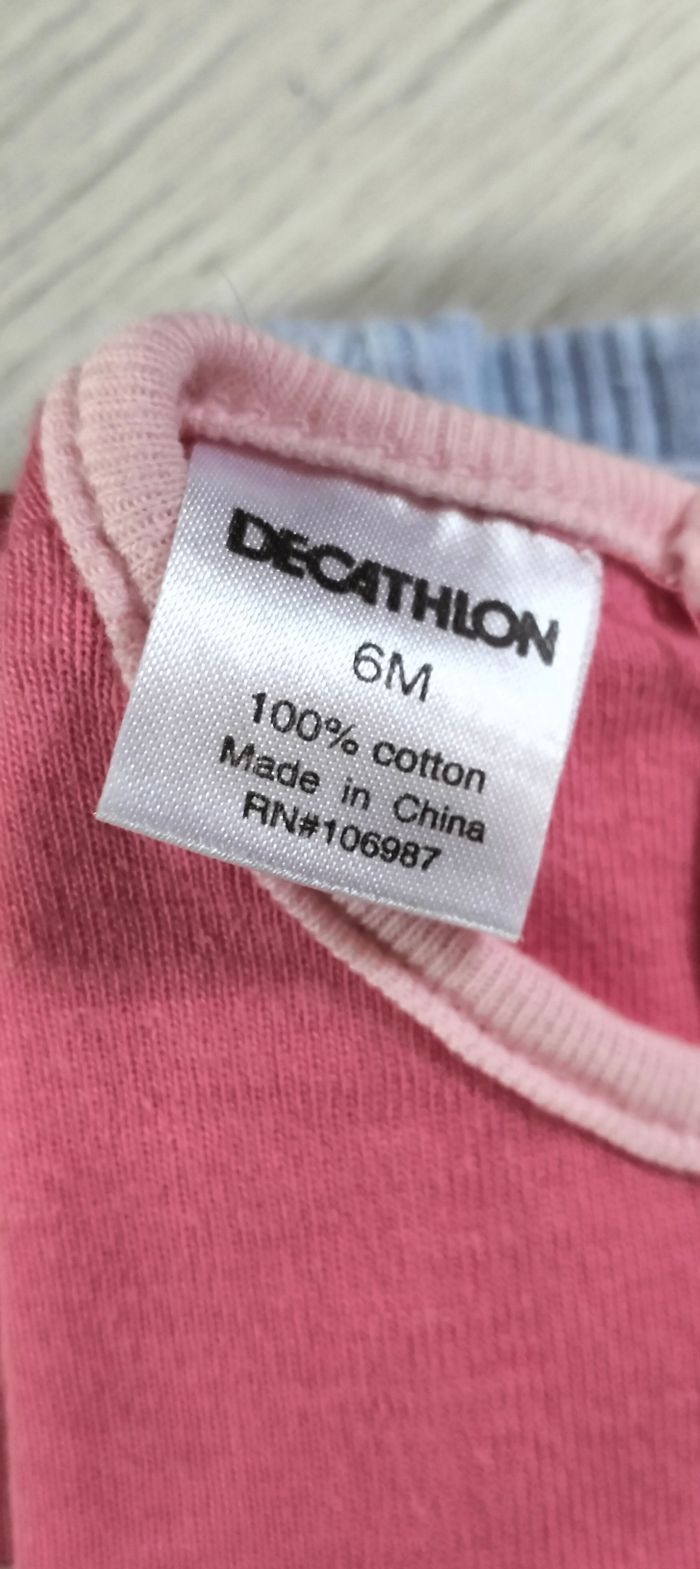 DECATHLON
6M
100% cotton
Made in China
RN#106987